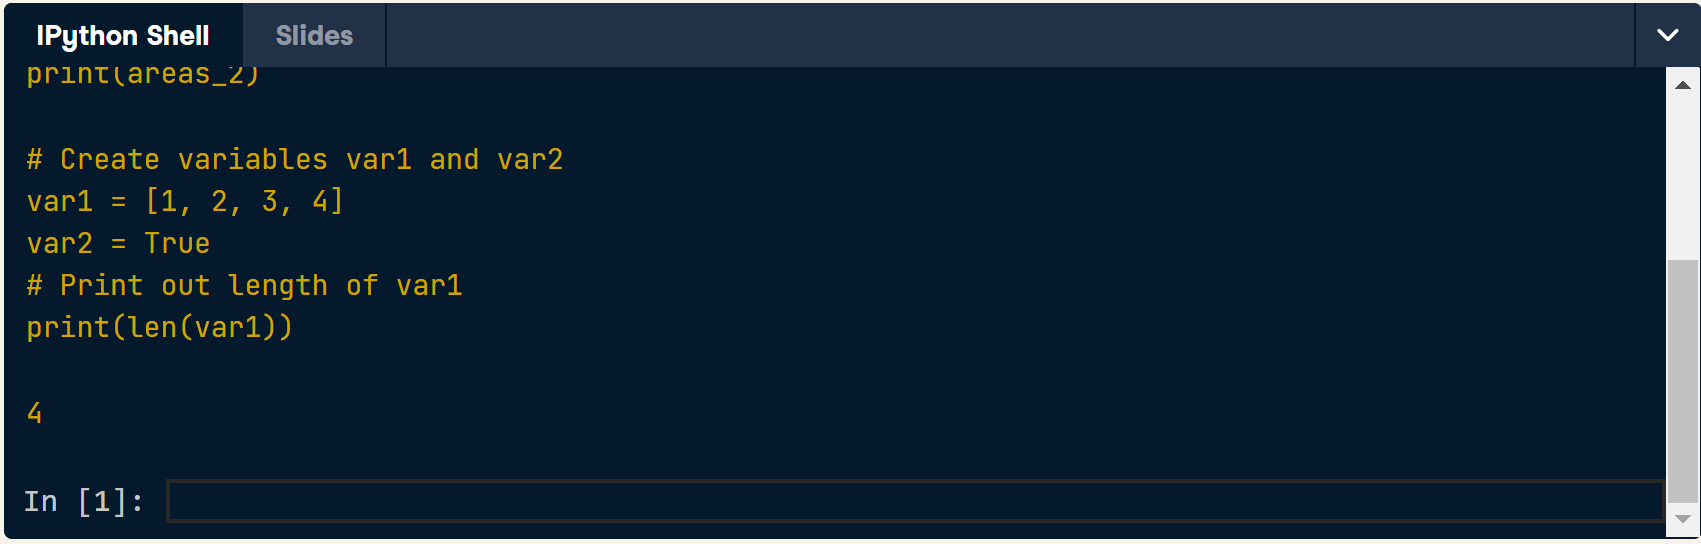 IPython Shell Slides
print(areas_2)
# Create variables var1 and var2
var1 = [1, 2, 3, 4]
var2 = True
# Print out length of var1
print(len(var1))
4
In [1]: